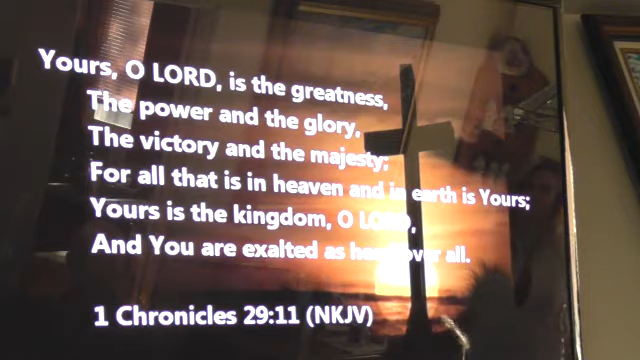 Yours, O LORD, is the greatness,
The power and the glory,
The victory and the majesty;
For all that is in heaven and in earth is Yours;
Yours is the kingdom, O LORD,
And You are exalted as head over all.
1 Chronicles 29:11 (NKJV)